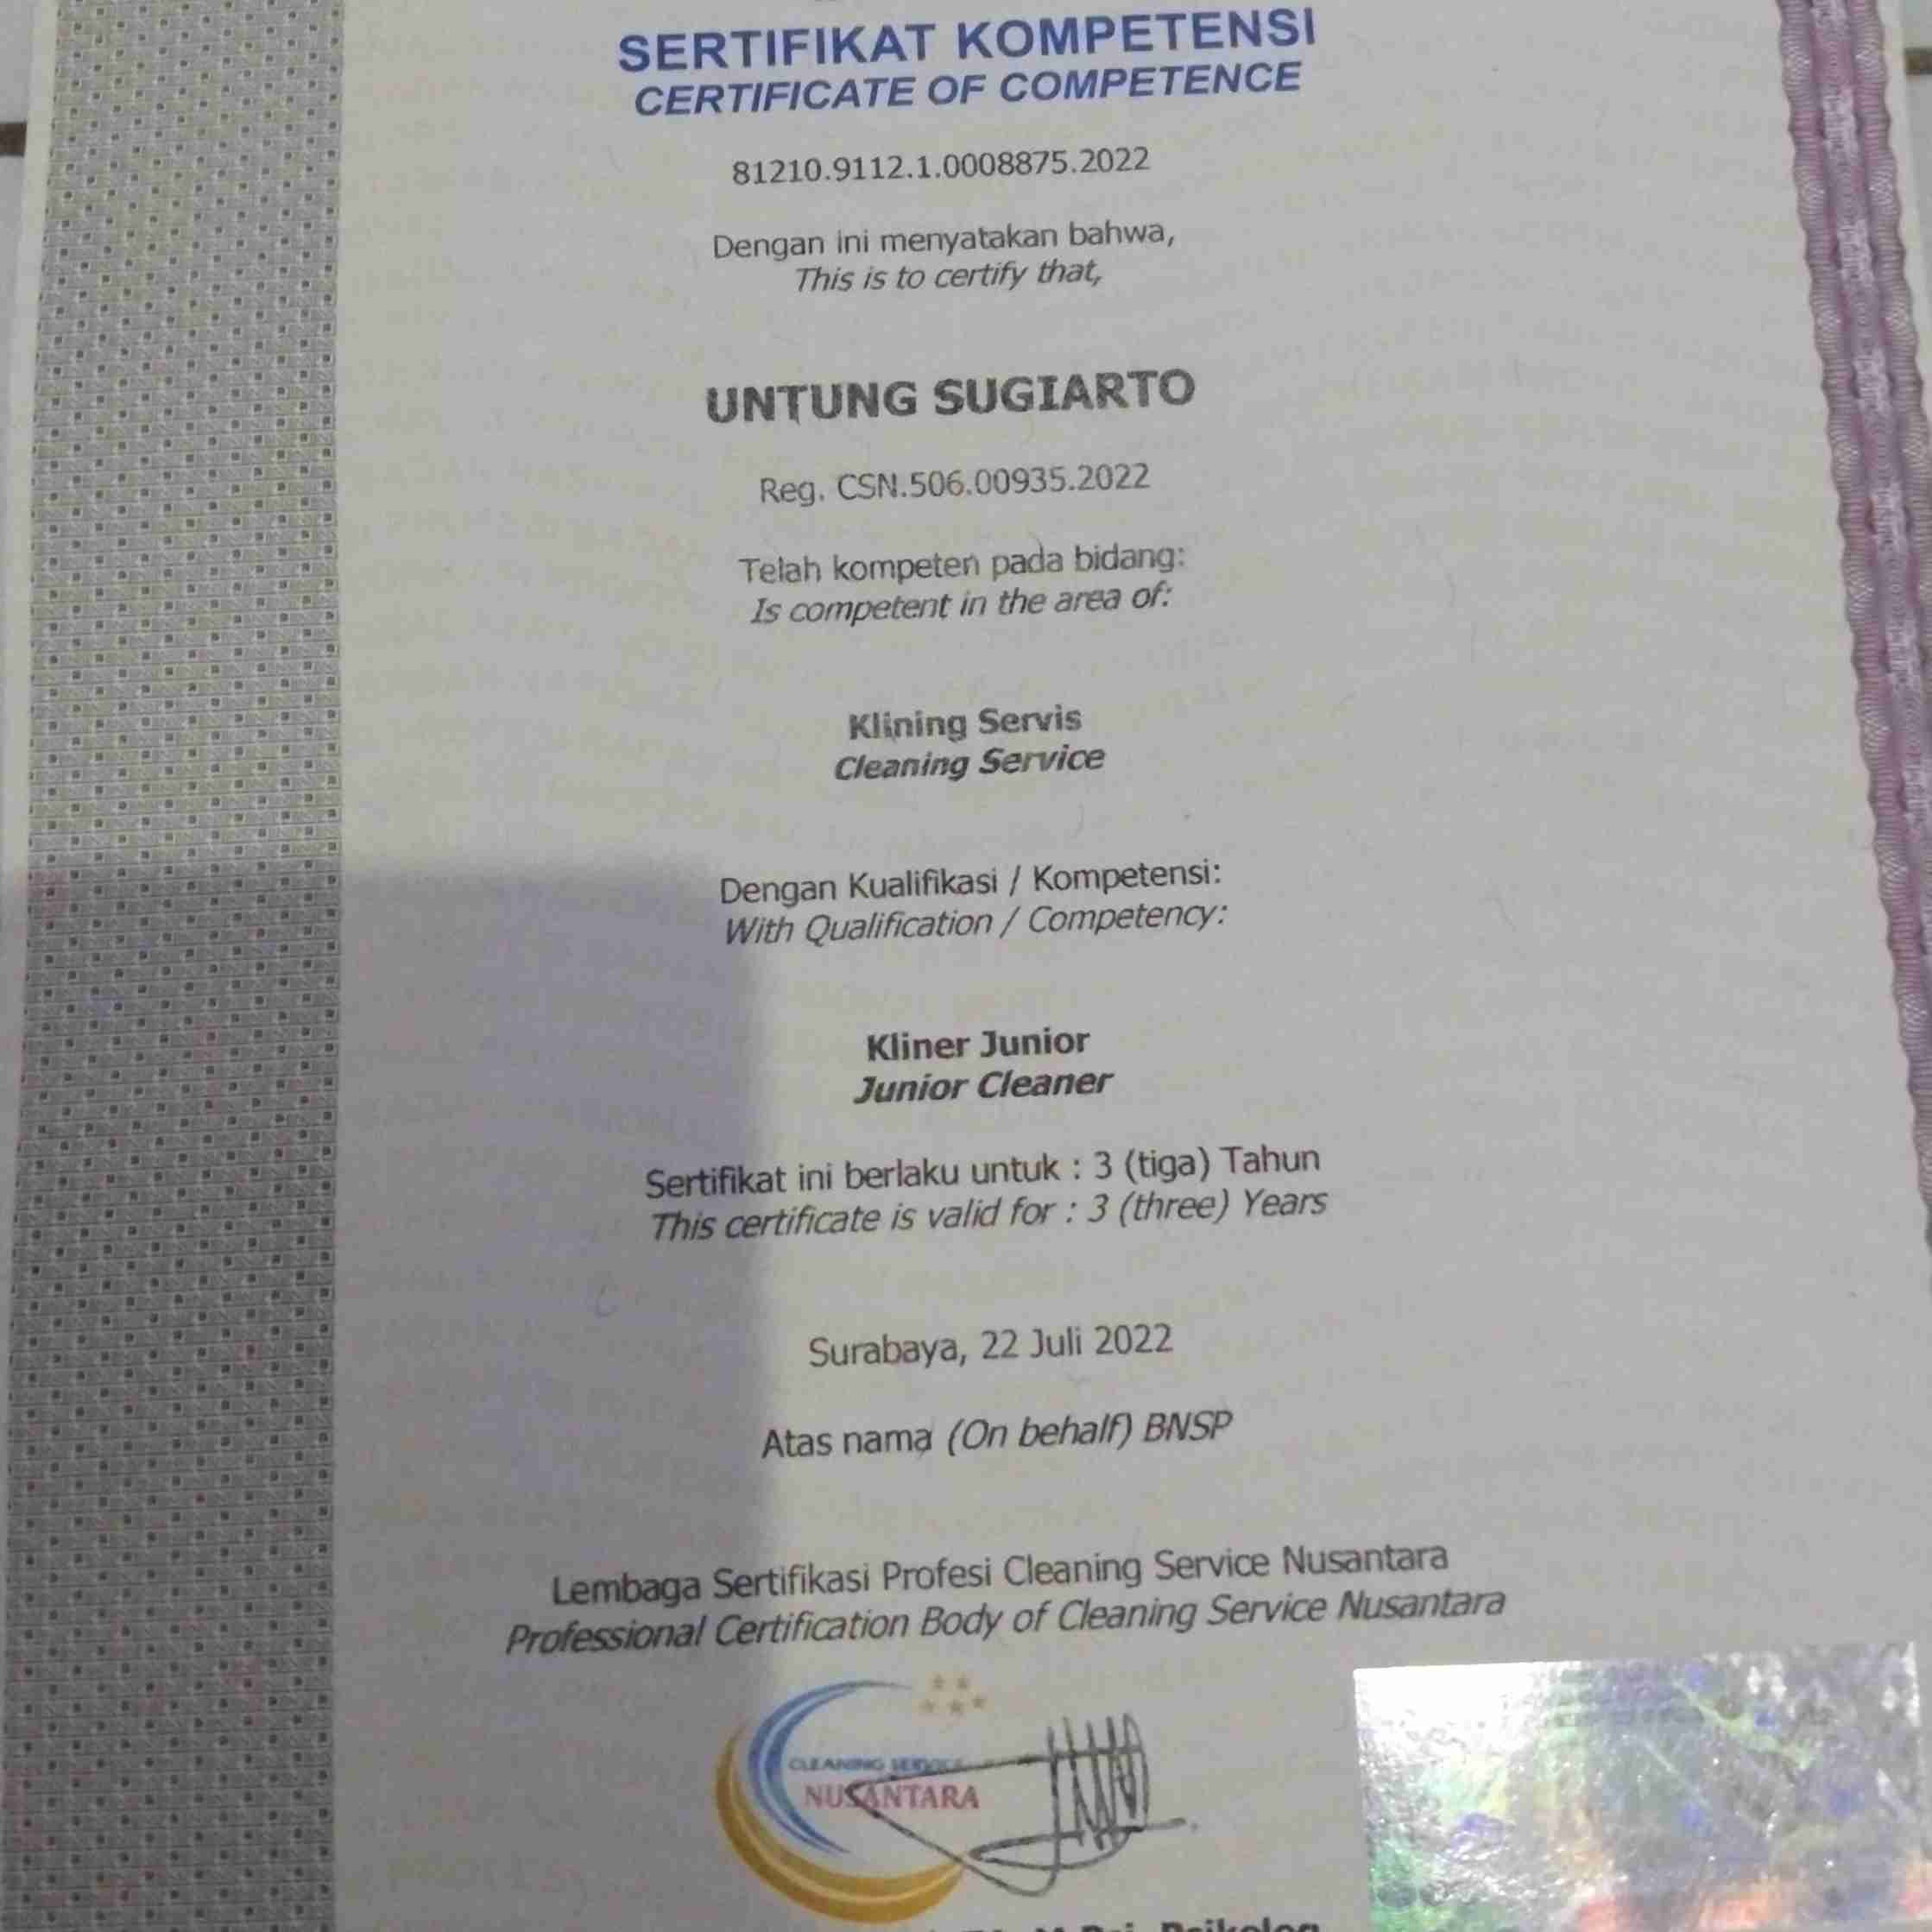 SERTIFIKAT KOMPETENSI
CERTIFICATE OF COMPETENCE
81210.9112.1.0008875.2022
Dengan ini menyatakan bahwa,
This is to certify that,
UNTUNG SUGIARTO
Reg. CSN.506.00935.2022
Telah kompeten pada bidang:
Is competent in the area of:
Klining Servis
Cleaning Service
Dengan Kualifikasi / Kompetensi:
With Qualification / Competency:
Kliner Junior
Junior Cleaner
Sertifikat ini berlaku untuk : 3 (tiga) Tahun
This certificate is valid for : 3 (three) Years
Surabaya, 22 Juli 2022
Atas nama (On behalf) BNSP
Lembaga Sertifikasi Profesi Cleaning Service Nusantara
Professional Certification Body of Cleaning Service Nusantara
CLEANING SERVICE
NUSANTARA
Psikolog